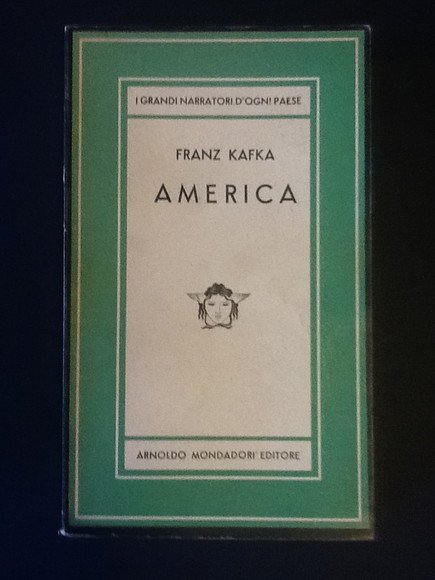 I GRANDI NARRATORI D'OGNI PAESE
FRANZ KAFKA
AMERICA
ARNOLDO MONDADORI EDITORE